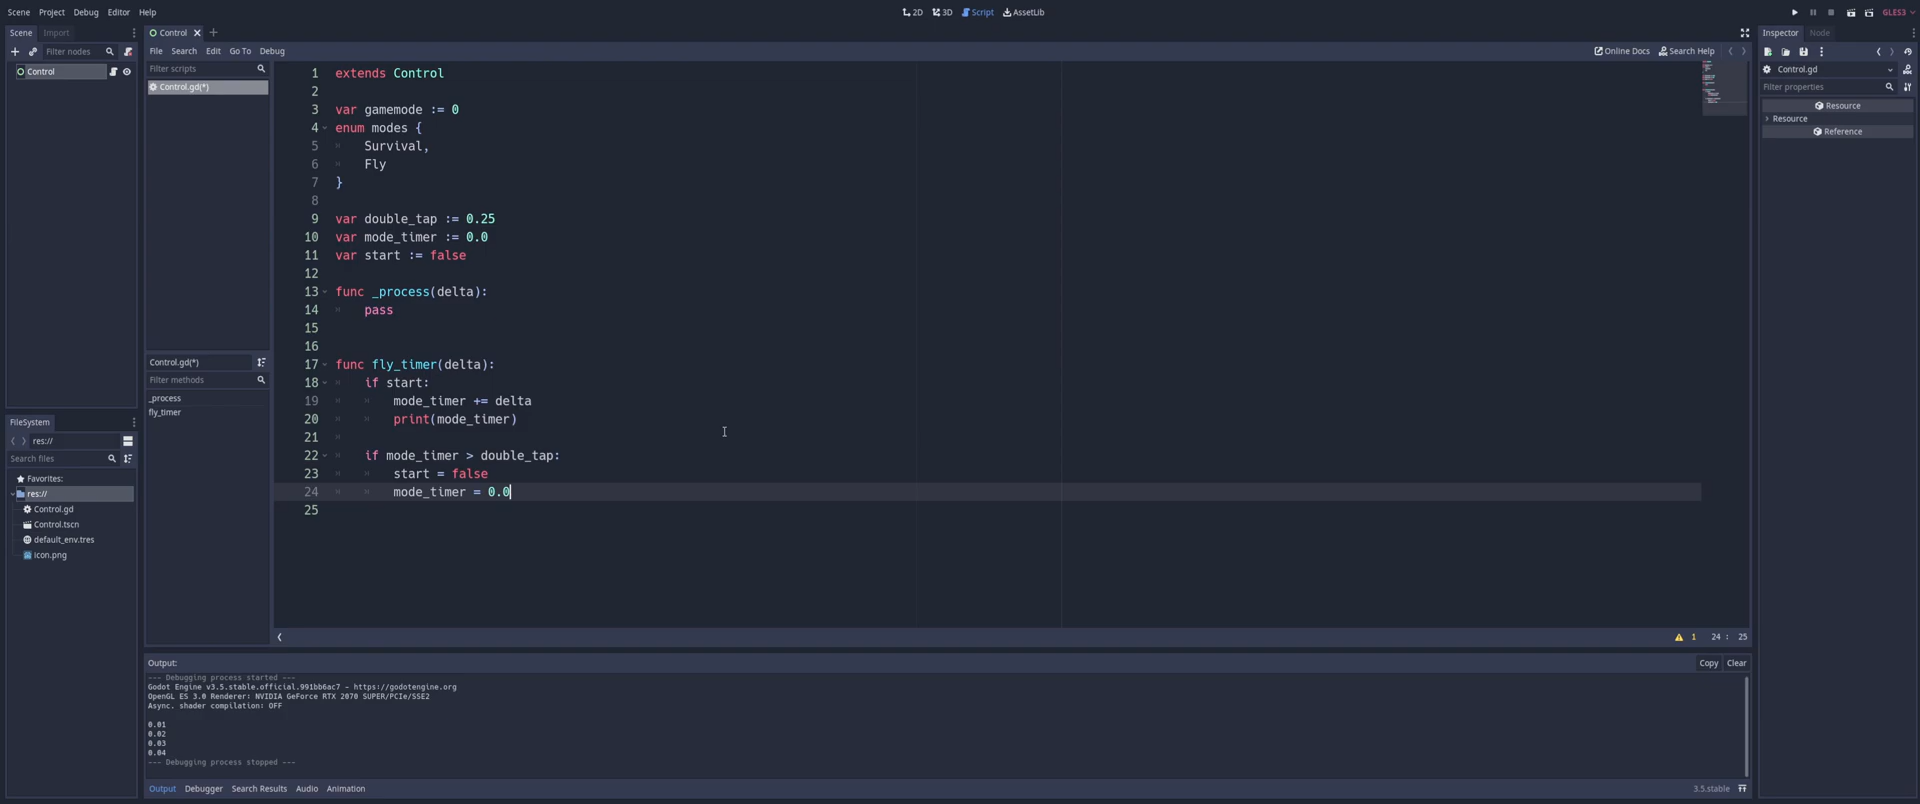 Scene Project Debug Editor Help
2D 3D Script AssetLib
GLES3
Scene Import
Filter nodes
Control
Control
File Search Edit Go To Debug
Online Docs Search Help
Filter scripts
Control.gd(*)
Control.gd(*)
Filter methods
_process
fly_timer
1 extends Control
2
3 var gamemode := 0
4 enum modes {
5 Survival,
6 Fly
7 }
8
9 var double_tap := 0.25
10 var mode_timer := 0.0
11 var start := false
12
13 func _process(delta):
14 pass
15
16
17 func fly_timer(delta):
18 if start:
19 mode_timer += delta
20 print(mode_timer)
21
22 if mode_timer > double_tap:
23 start = false
24 mode_timer = 0.0
25
1 24 : 25
FileSystem
res://
Search files
Favorites:
res://
Control.gd
Control.tscn
default_env.tres
icon.png
Output:
Copy Clear
--- Debugging process started ---
Godot Engine v3.5.stable.official.991bb6ac7 - https://godotengine.org
OpenGL ES 3.0 Renderer: NVIDIA GeForce RTX 2070 SUPER/PCIe/SSE2
Async. shader compilation: OFF
0.01
0.02
0.03
0.04
--- Debugging process stopped ---
Output Debugger Search Results Audio Animation
3.5.stable
Inspector Node
Control.gd
Filter properties
Resource
Resource
Reference